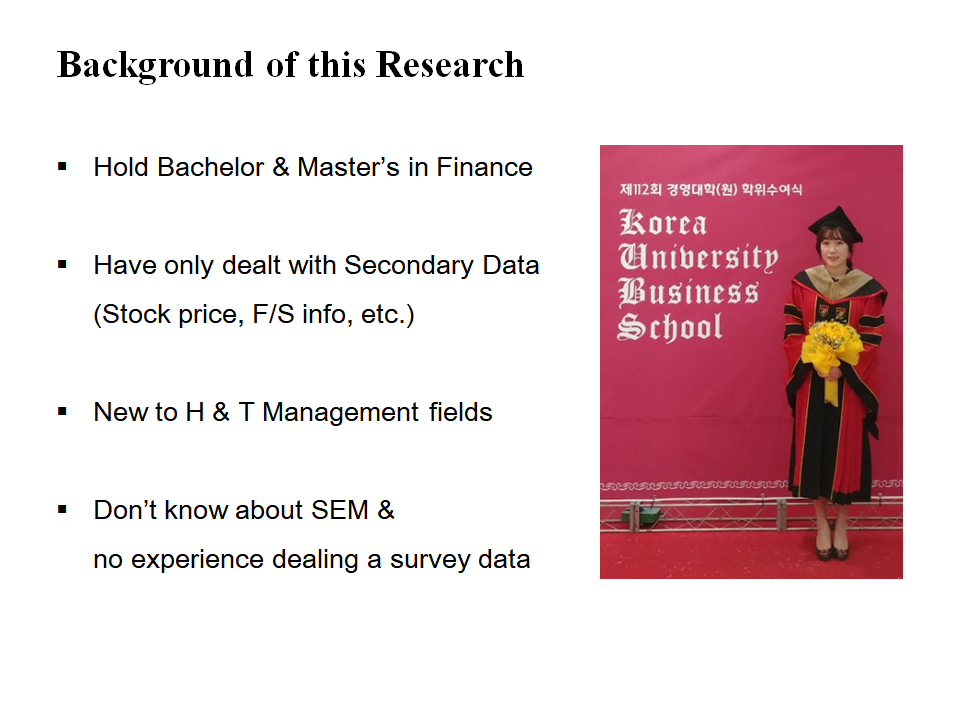 Background of this Research
▪ Hold Bachelor & Master’s in Finance
▪ Have only dealt with Secondary Data
(Stock price, F/S info, etc.)
▪ New to H & T Management fields
▪ Don’t know about SEM &
no experience dealing a survey data
제112회 경영대학(원) 학위수여식
Korea
University
Business
School